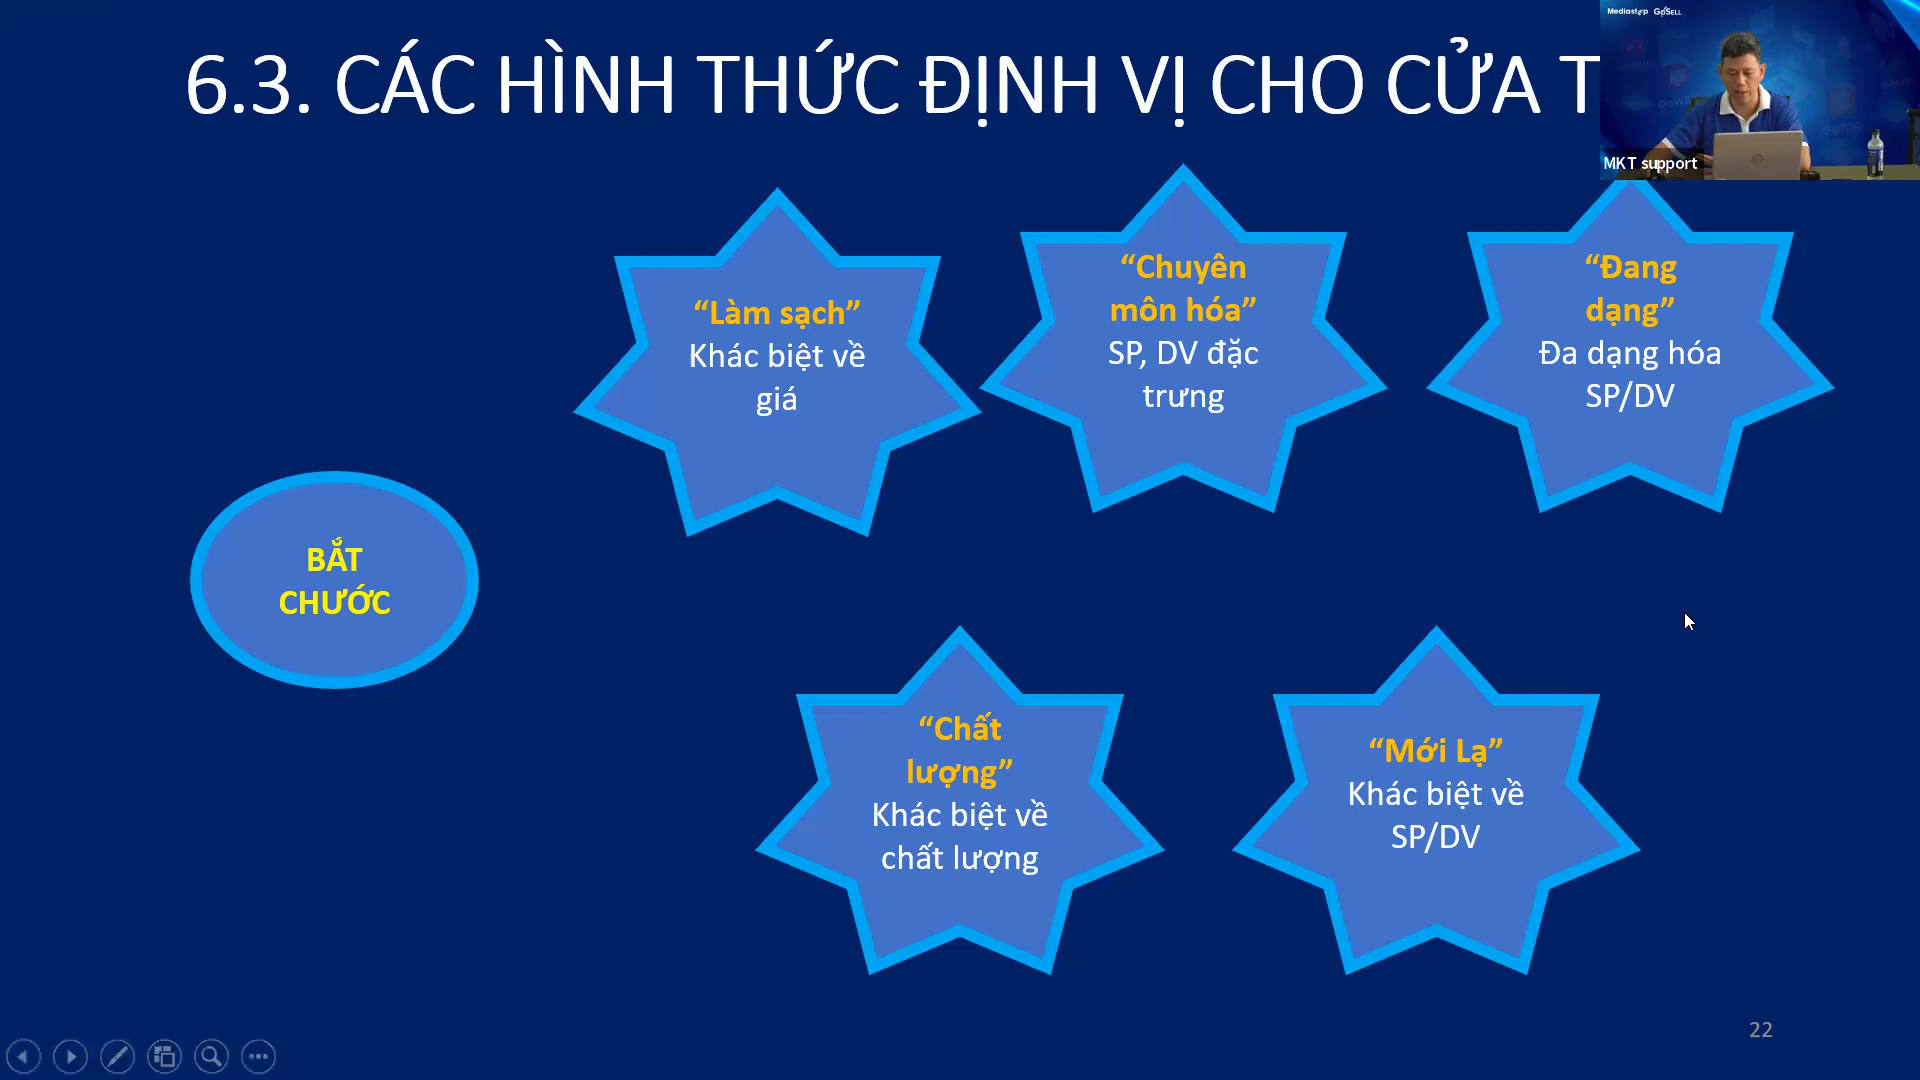 6.3. CÁC HÌNH THỨC ĐỊNH VỊ CHO CỬA T
Mediastep GoSELL
MKT support
“Làm sạch”
Khác biệt về
giá
“Chuyên
môn hóa”
SP, DV đặc
trưng
“Đang
dạng”
Đa dạng hóa
SP/DV
BẮT
CHƯỚC
“Chất
lượng”
Khác biệt về
chất lượng
“Mới Lạ”
Khác biệt về
SP/DV
22